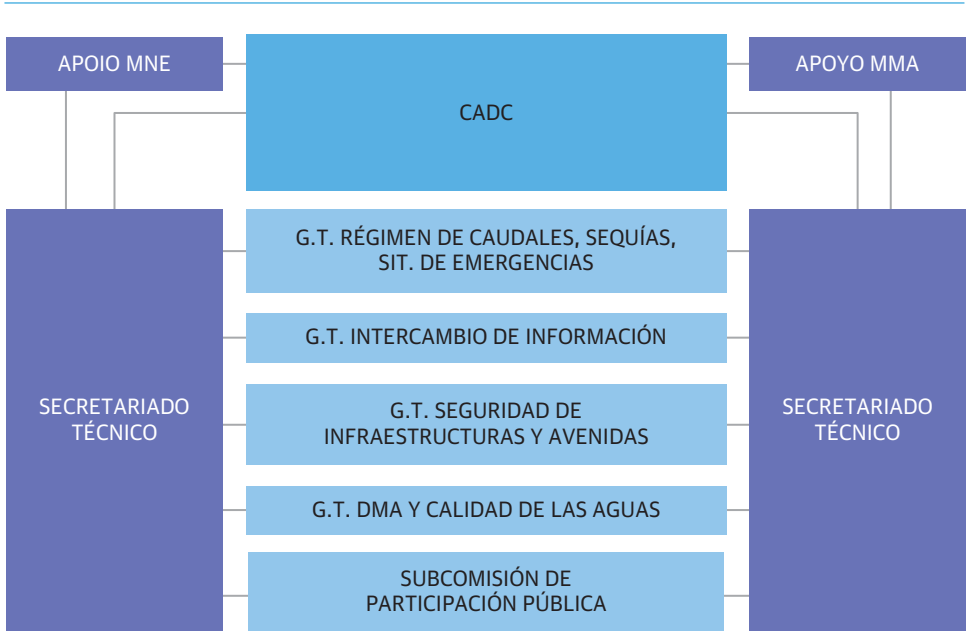 APOIO MNE
CADC
APOYO MMA
SECRETARIADO
TÉCNICO
G.T. RÉGIMEN DE CAUDALES, SEQUÍAS,
SIT. DE EMERGENCIAS
G.T. INTERCAMBIO DE INFORMACIÓN
G.T. SEGURIDAD DE
INFRAESTRUCTURAS Y AVENIDAS
G.T. DMA Y CALIDAD DE LAS AGUAS
SUBCOMISIÓN DE
PARTICIPACIÓN PÚBLICA
SECRETARIADO
TÉCNICO